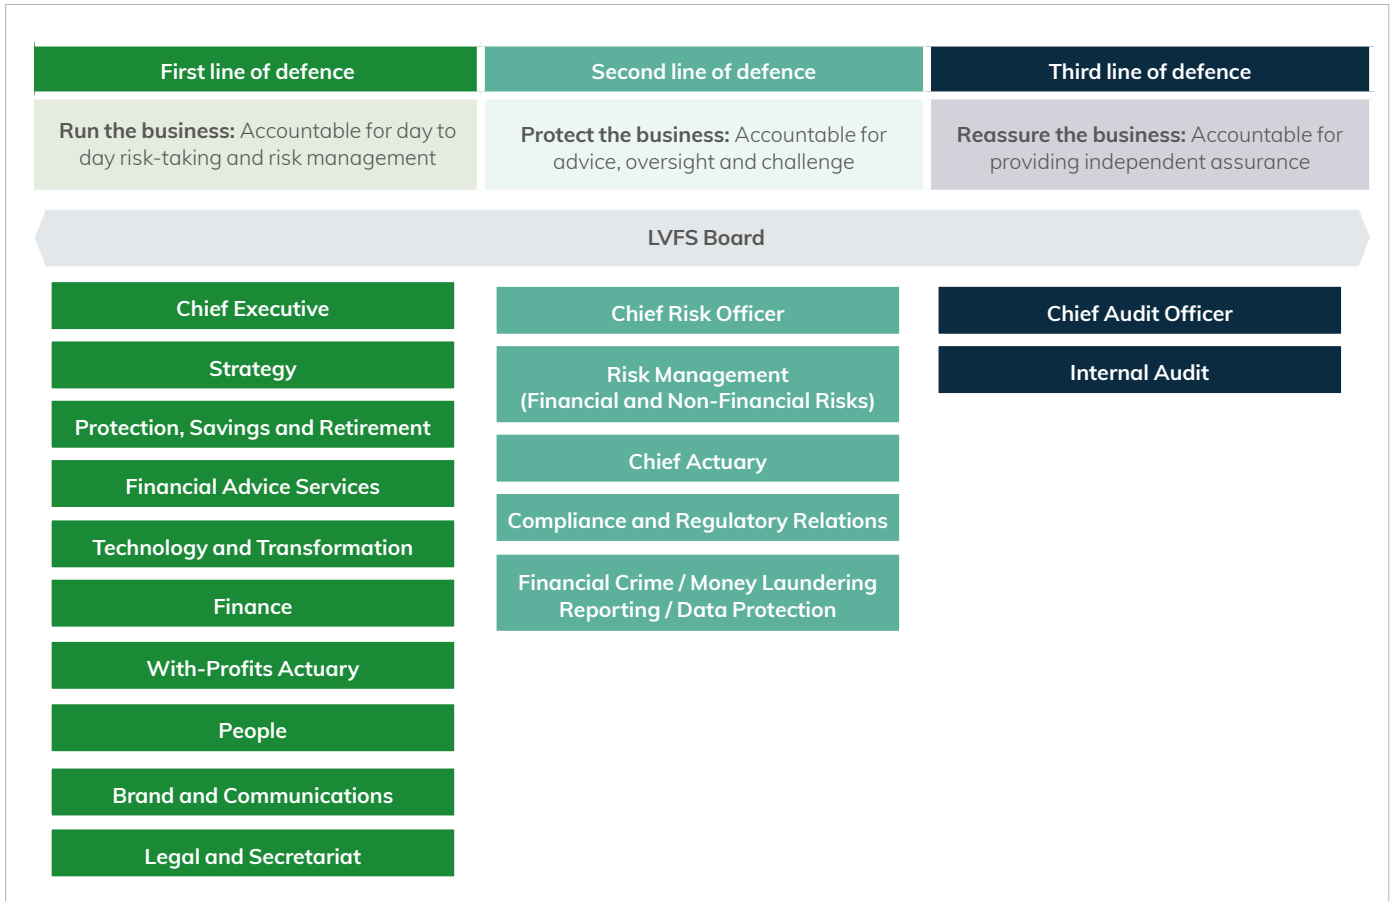 First line of defence
Second line of defence
Third line of defence
Run the business: Accountable for day to
day risk-taking and risk management
Protect the business: Accountable for
advice, oversight and challenge
Reassure the business: Accountable for
providing independent assurance
LVFS Board
Chief Executive
Strategy
Protection, Savings and Retirement
Financial Advice Services
Technology and Transformation
Finance
With-Profits Actuary
People
Brand and Communications
Legal and Secretariat
Chief Risk Officer
Risk Management
(Financial and Non-Financial Risks)
Chief Actuary
Compliance and Regulatory Relations
Financial Crime / Money Laundering
Reporting / Data Protection
Chief Audit Officer
Internal Audit